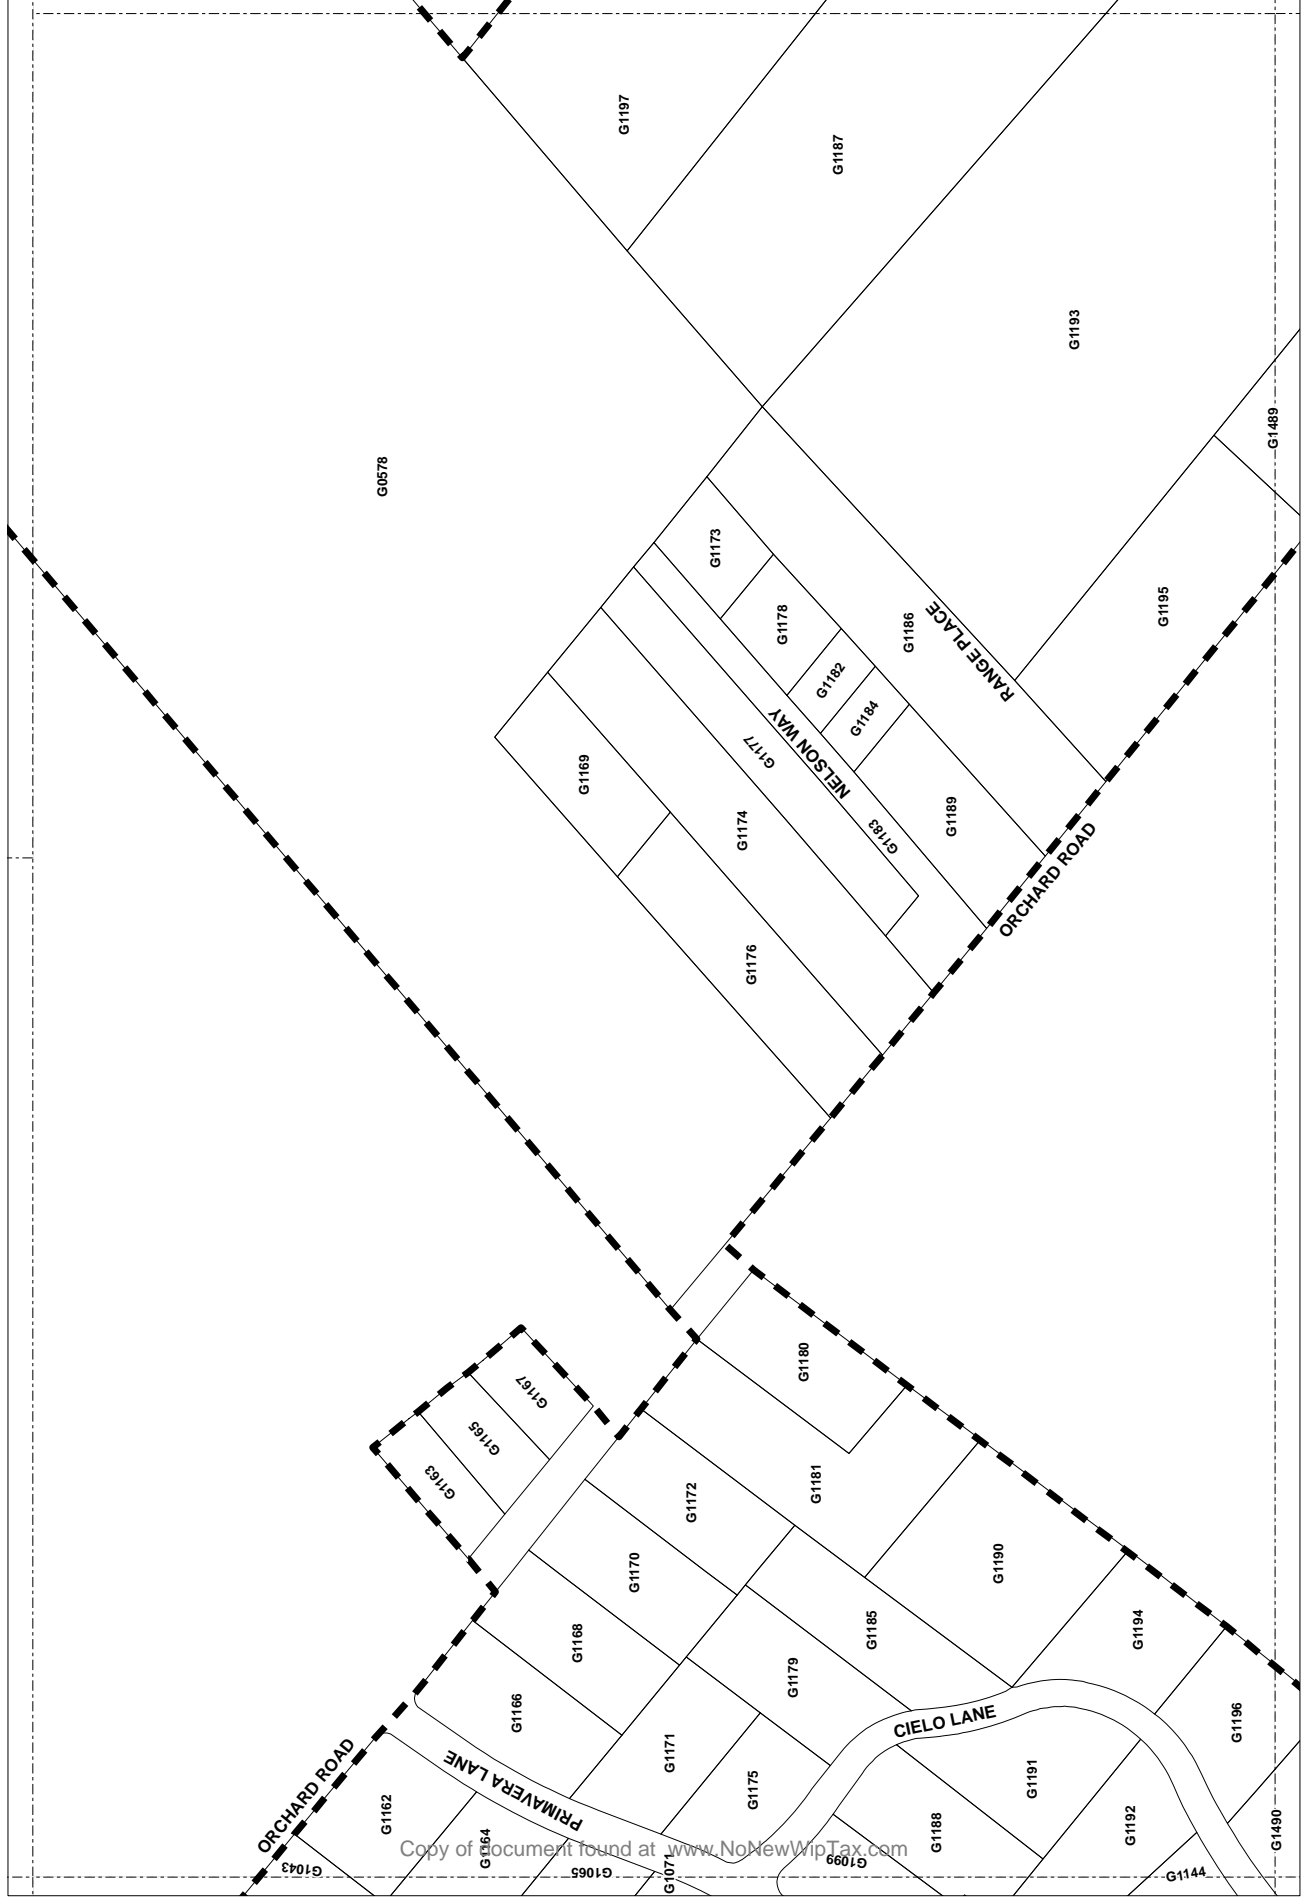 G1197
G1187
G1193
G0578
G1489
G1173
G1178
G1195
G1186
RANGE PLACE
G1182
G1184
NELSON WAY
G1177
G1169
G1174
G1183
G1189
ORCHARD ROAD
G1176
G1180
G1167
G1165
G1163
G1181
G1172
G1170
G1190
G1168
G1185
G1194
G1179
G1166
G1196
CIELO LANE
G1171
PRIMAVERA LANE
ORCHARD ROAD
G1175
G1191
G1162
G1192
G1188
G1490
G1164
Copy of document found at www.NoNewWipTax.com
G1043
G1065
G1071
G1099
G1144